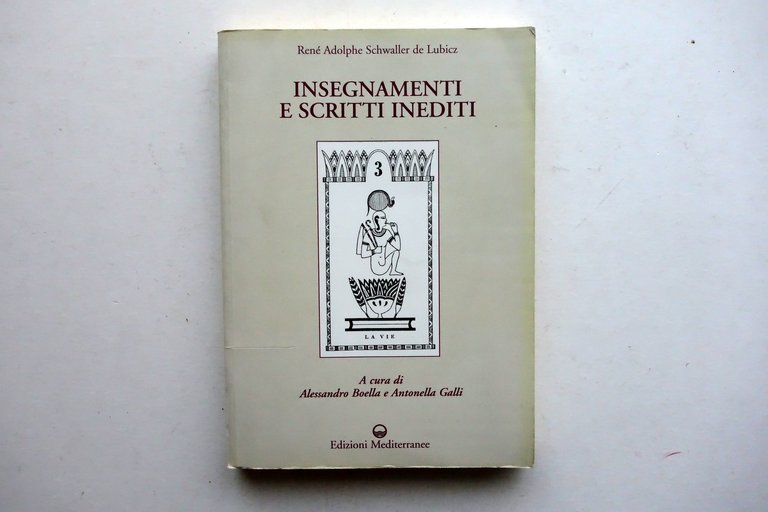 René Adolphe Schwaller de Lubicz
INSEGNAMENTI
E SCRITTI INEDITI
3
LA VIE
A cura di
Alessandro Boella e Antonella Galli
Edizioni Mediterranee